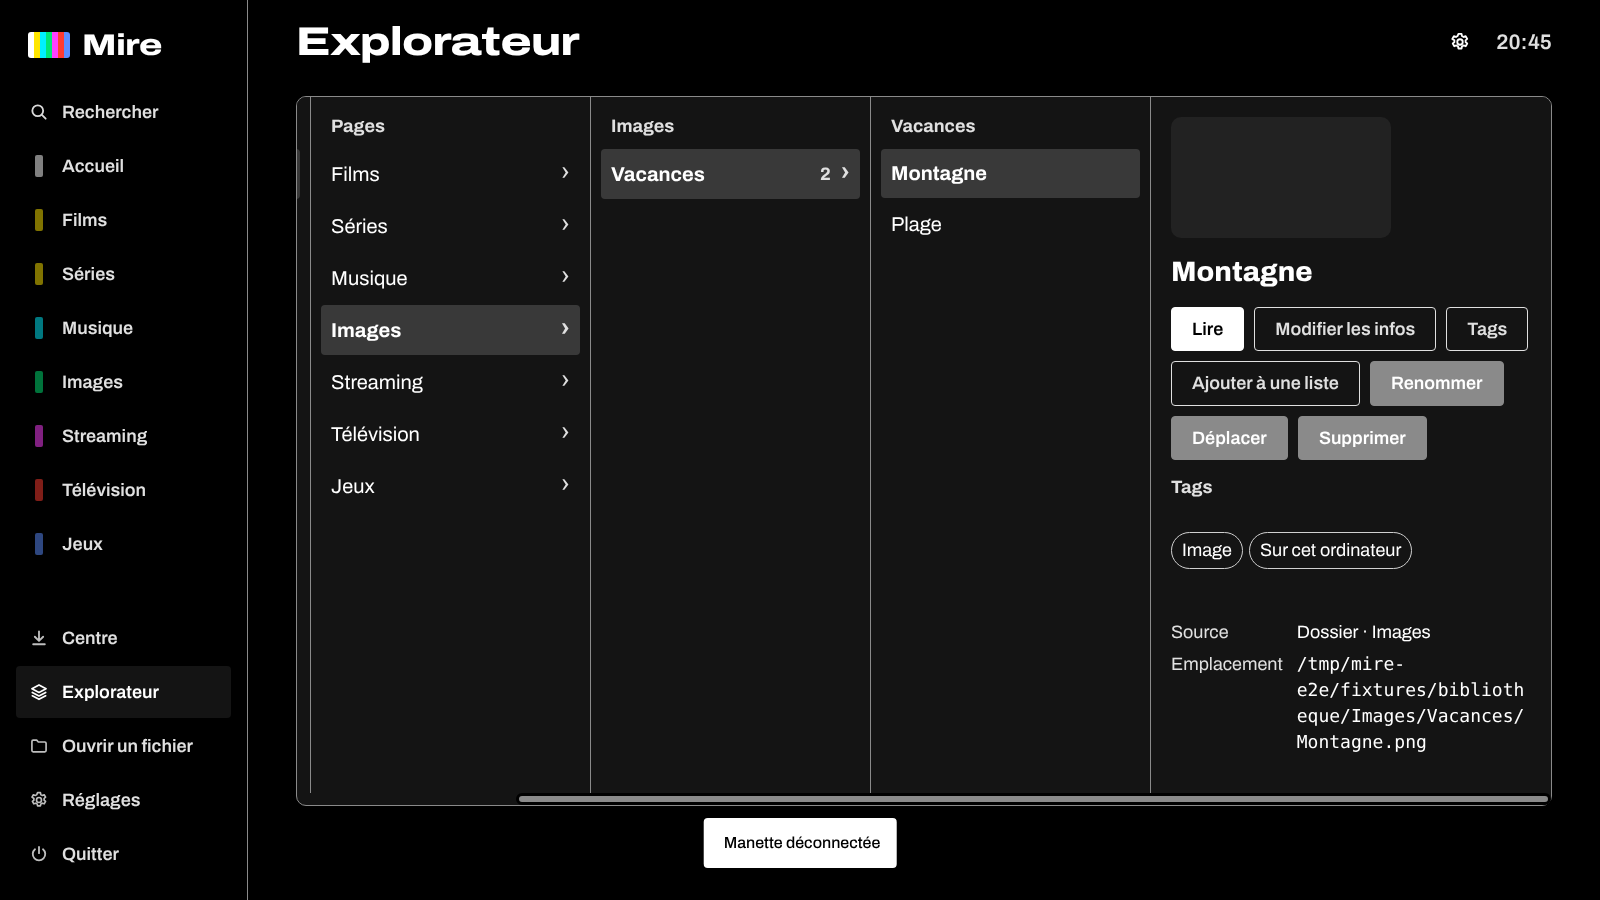 Mire
Rechercher
Accueil
Films
Séries
Musique
Images
Streaming
Télévision
Jeux
Centre
Explorateur
Ouvrir un fichier
Réglages
Quitter
Explorateur
20:45
Pages
Films
Séries
Musique
Images
Streaming
Télévision
Jeux
Images
Vacances 2
Vacances
Montagne
Plage
Montagne
Lire Modifier les infos Tags
Ajouter à une liste Renommer
Déplacer Supprimer
Tags
Image Sur cet ordinateur
Source Dossier · Images
Emplacement /tmp/mire-
e2e/fixtures/biblioth
eque/Images/Vacances/
Montagne.png
Manette déconnectée